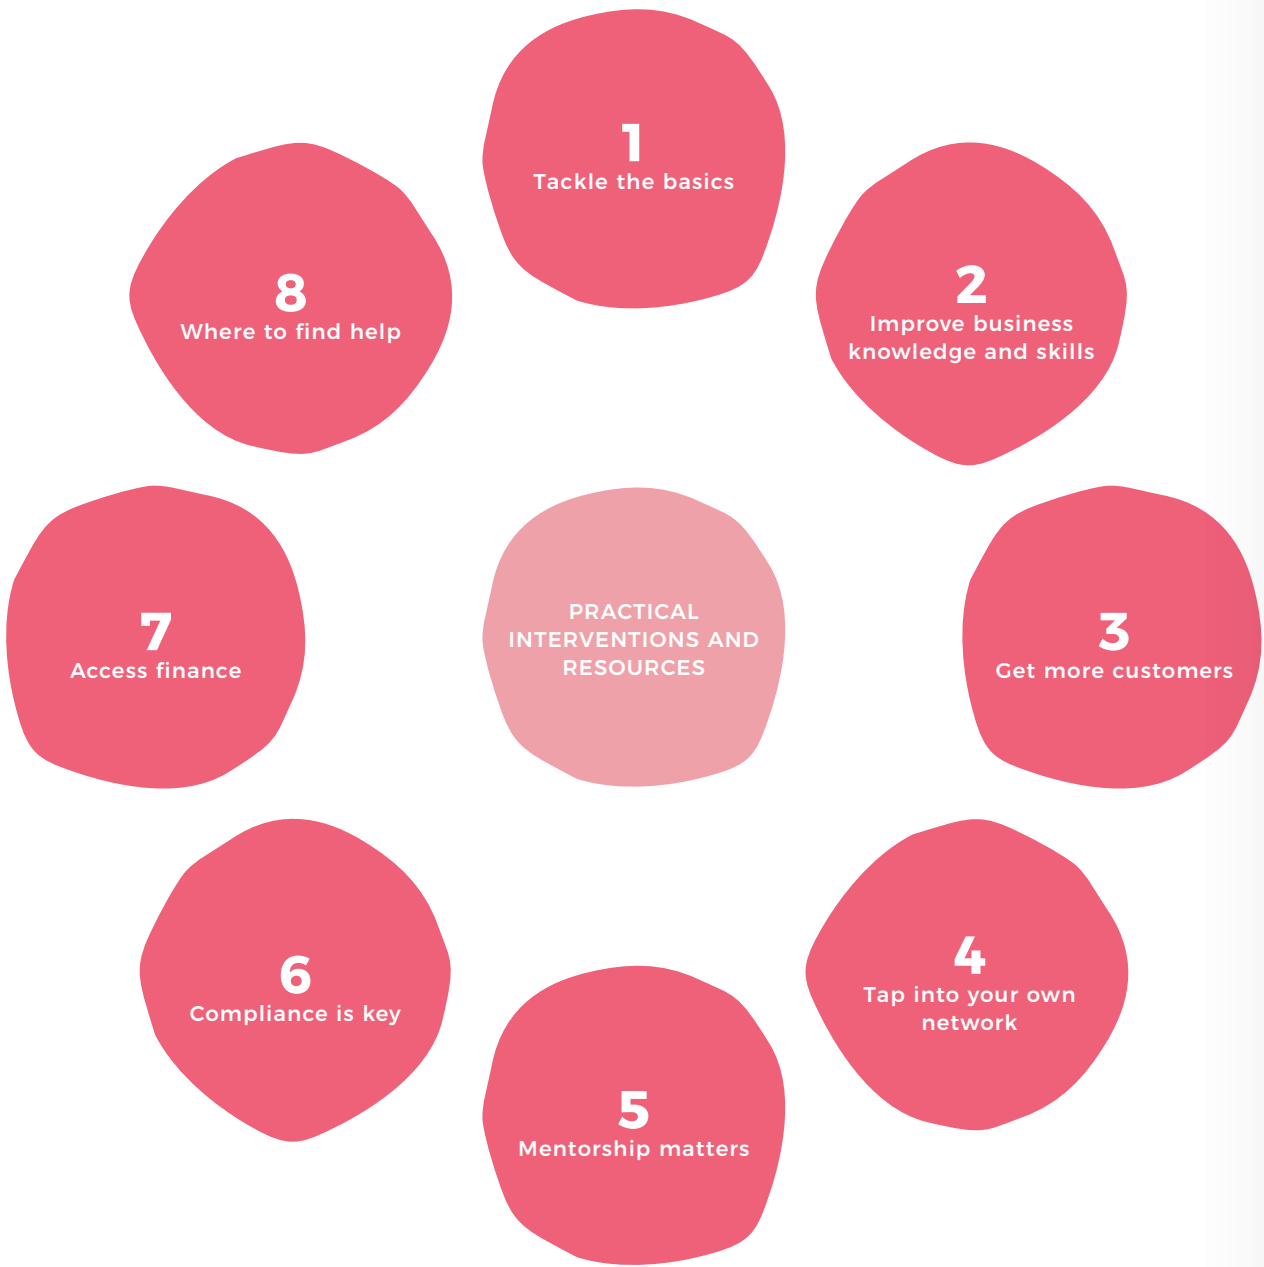 1
Tackle the basics
2
Improve business
knowledge and skills
3
Get more customers
4
Tap into your own
network
5
Mentorship matters
6
Compliance is key
7
Access finance
8
Where to find help
PRACTICAL
INTERVENTIONS AND
RESOURCES